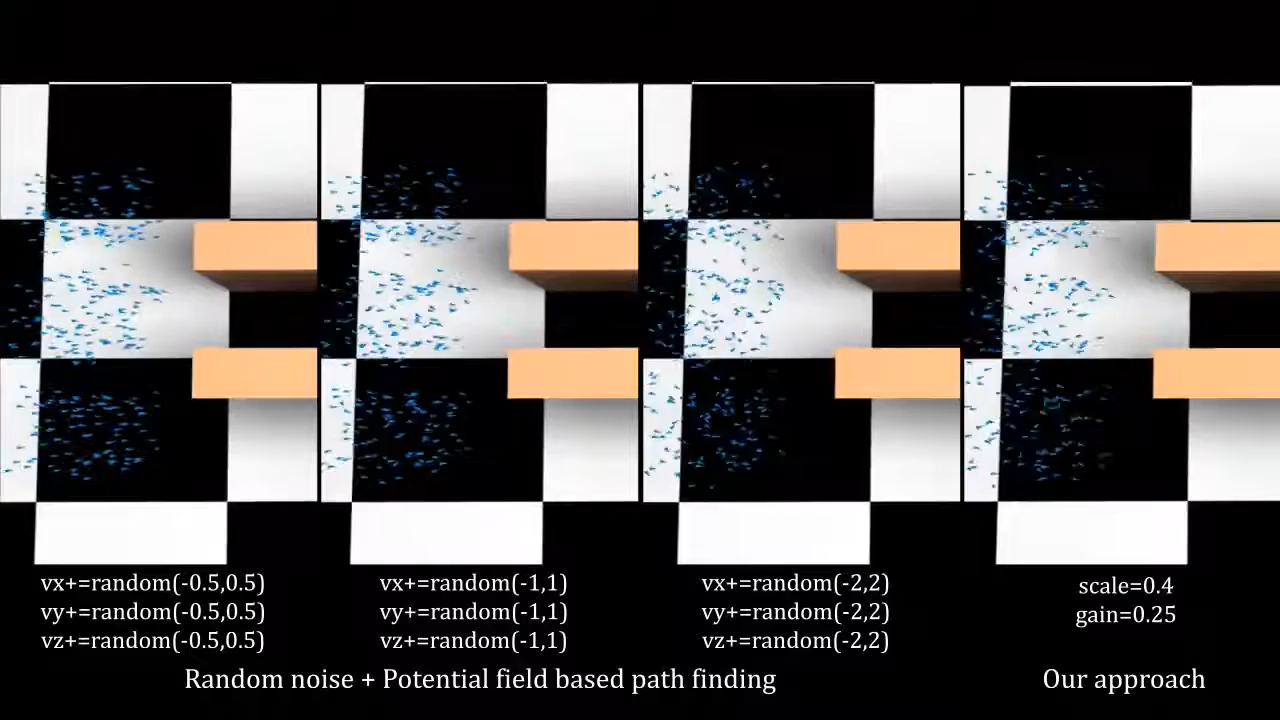 vx+=random(-0.5,0.5)
vy+=random(-0.5,0.5)
vz+=random(-0.5,0.5)
vx+=random(-1,1)
vy+=random(-1,1)
vz+=random(-1,1)
vx+=random(-2,2)
vy+=random(-2,2)
vz+=random(-2,2)
scale=0.4
gain=0.25
Random noise + Potential field based path finding
Our approach